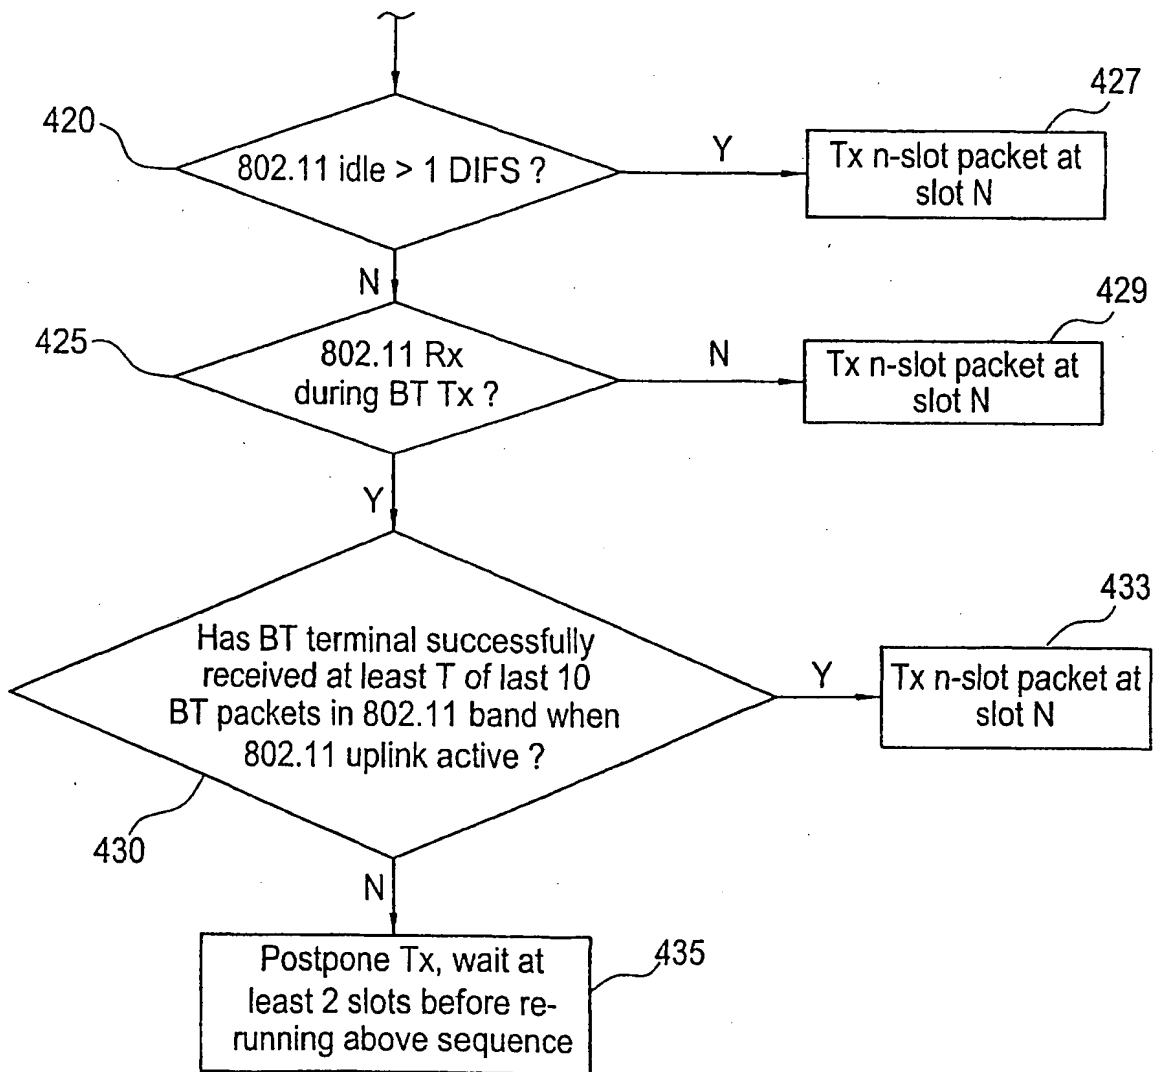 420
802.11 idle > 1 DIFS ?
Y
427
Tx n-slot packet at
slot N
N
425
802.11 Rx
during BT Tx ?
N
429
Tx n-slot packet at
slot N
Y
Has BT terminal successfully
received at least T of last 10
BT packets in 802.11 band when
802.11 uplink active ?
430
Y
433
Tx n-slot packet at
slot N
N
Postpone Tx, wait at
least 2 slots before re-
running above sequence
435